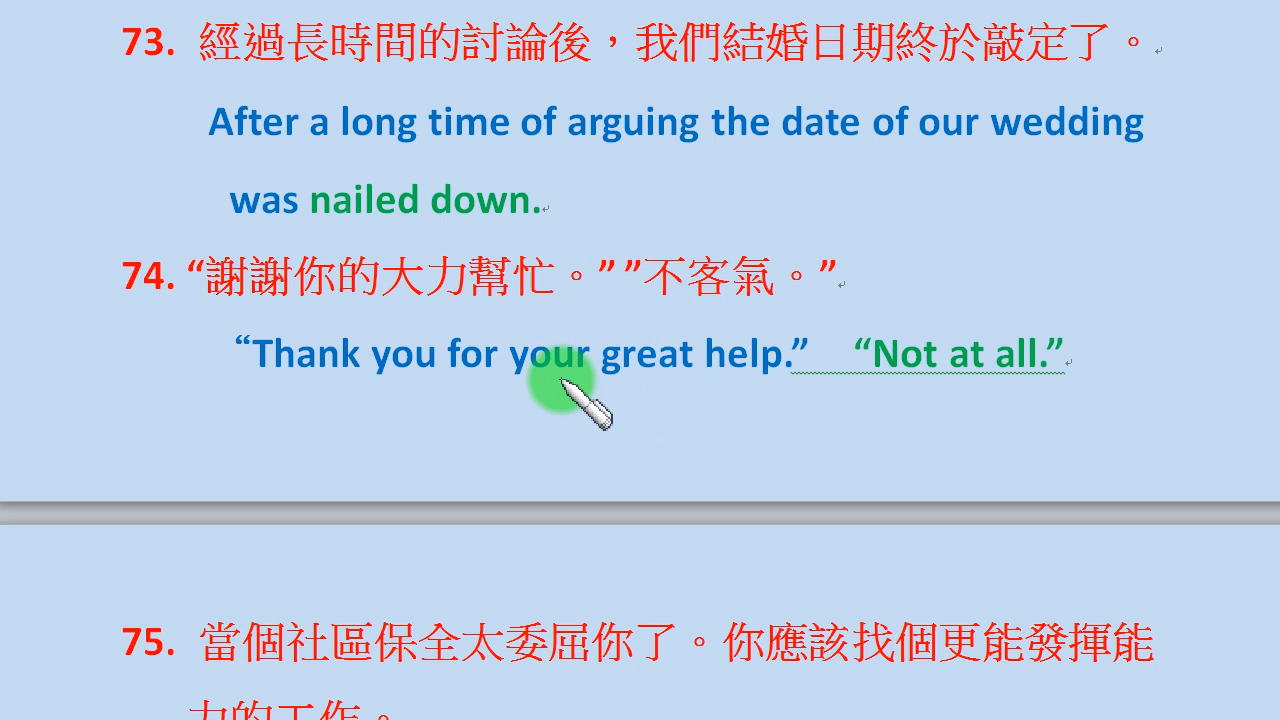 73. 經過長時間的討論後，我們結婚日期終於敲定了。
After a long time of arguing the date of our wedding
was nailed down.
74. “謝謝你的大力幫忙。” ”不客氣。”
“Thank you for your great help.” “Not at all.”
75. 當個社區保全太委屈你了。你應該找個更能發揮能
力的工作。